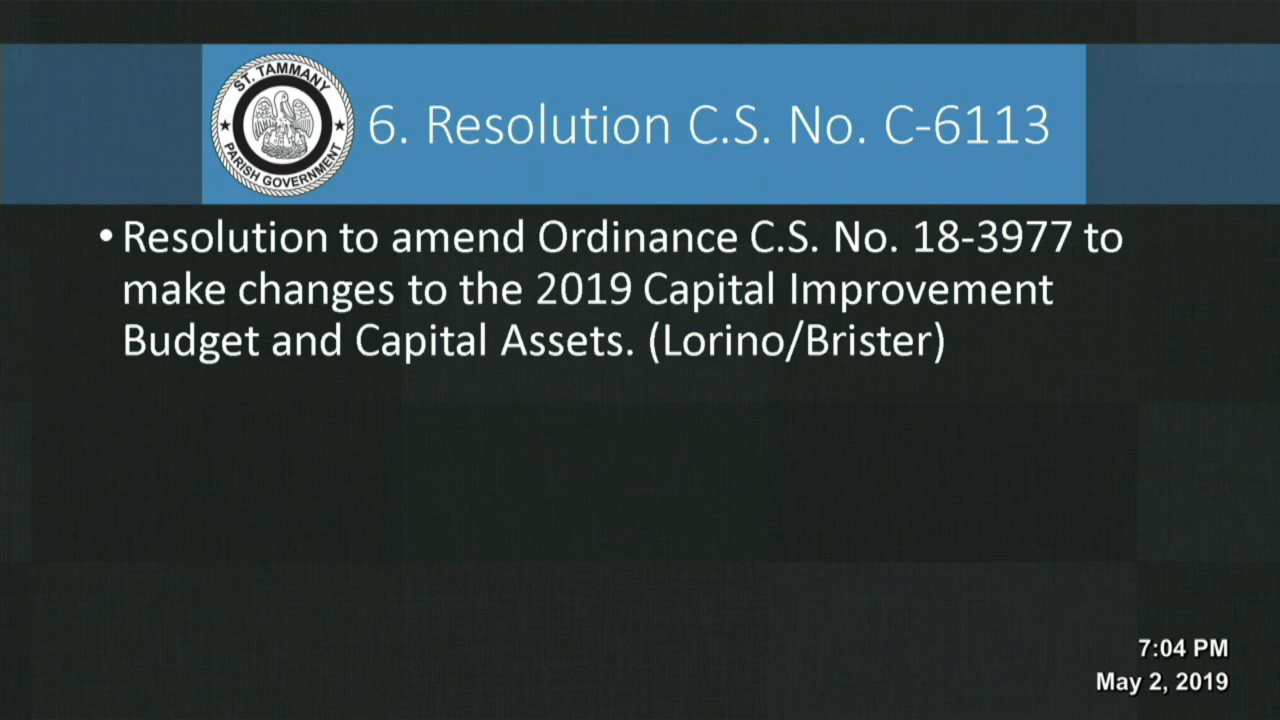 ST. TAMMANY
PARISH GOVERNMENT
6. Resolution C.S. No. C-6113
• Resolution to amend Ordinance C.S. No. 18-3977 to
make changes to the 2019 Capital Improvement
Budget and Capital Assets. (Lorino/Brister)
7:04 PM
May 2, 2019